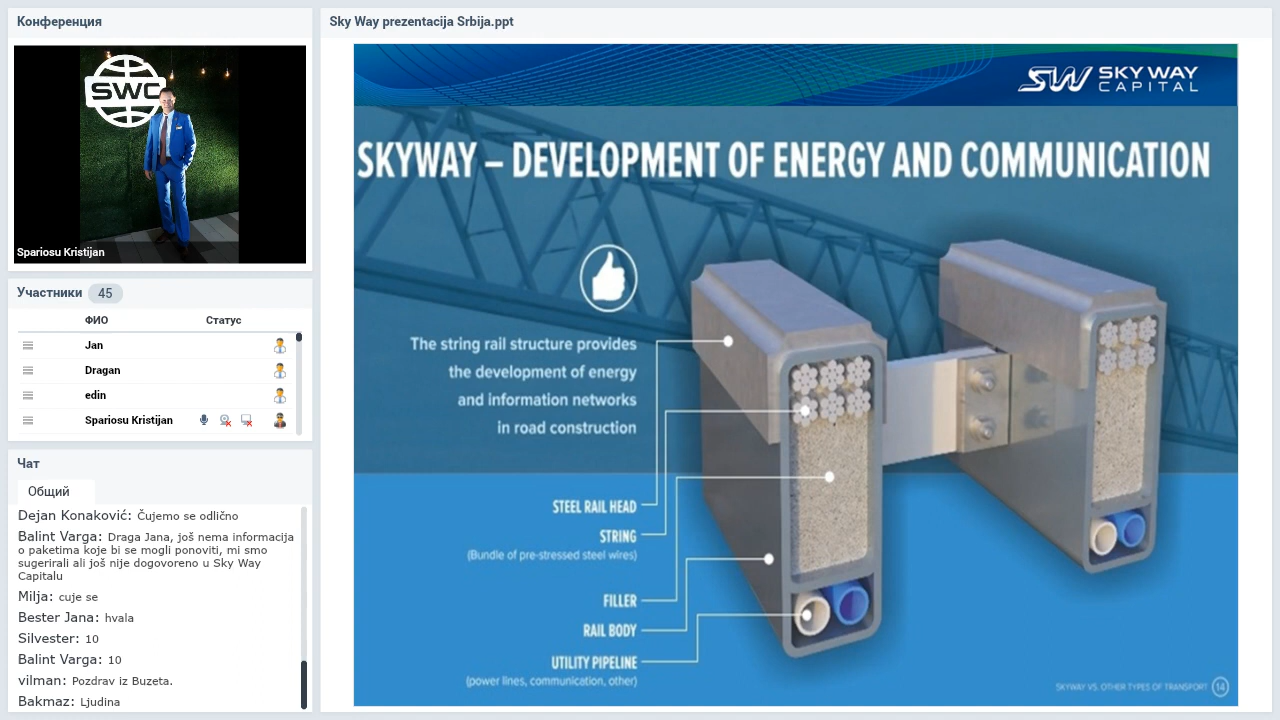 Конференция
SWC
Spariosu Kristijan
Участники 45
ФИО Статус
Jan
Dragan
edin
Spariosu Kristijan
Чат
Общий
Dejan Konaković: Čujemo se odlično
Balint Varga: Draga Jana, još nema informacija
o paketima koje bi se mogli ponoviti, mi smo
sugerirali ali još nije dogovoreno u Sky Way
Capitalu
Milja: cuje se
Bester Jana: hvala
Silvester: 10
Balint Varga: 10
vilman: Pozdrav iz Buzeta.
Bakmaz: Ljudina
Sky Way prezentacija Srbija.ppt
SW SKY WAY
CAPITAL
SKYWAY – DEVELOPMENT OF ENERGY AND COMMUNICATION
The string rail structure provides
the development of energy
and information networks
in road construction
STEEL RAIL HEAD
STRING
(Bundle of pre-stressed steel wires)
FILLER
RAIL BODY
UTILITY PIPELINE
(power lines, communication, other)
SKYWAY VS. OTHER TYPES OF TRANSPORT 14